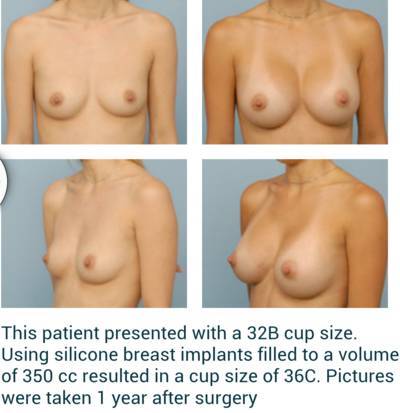 This patient presented with a 32B cup size.
Using silicone breast implants filled to a volume
of 350 cc resulted in a cup size of 36C. Pictures
were taken 1 year after surgery